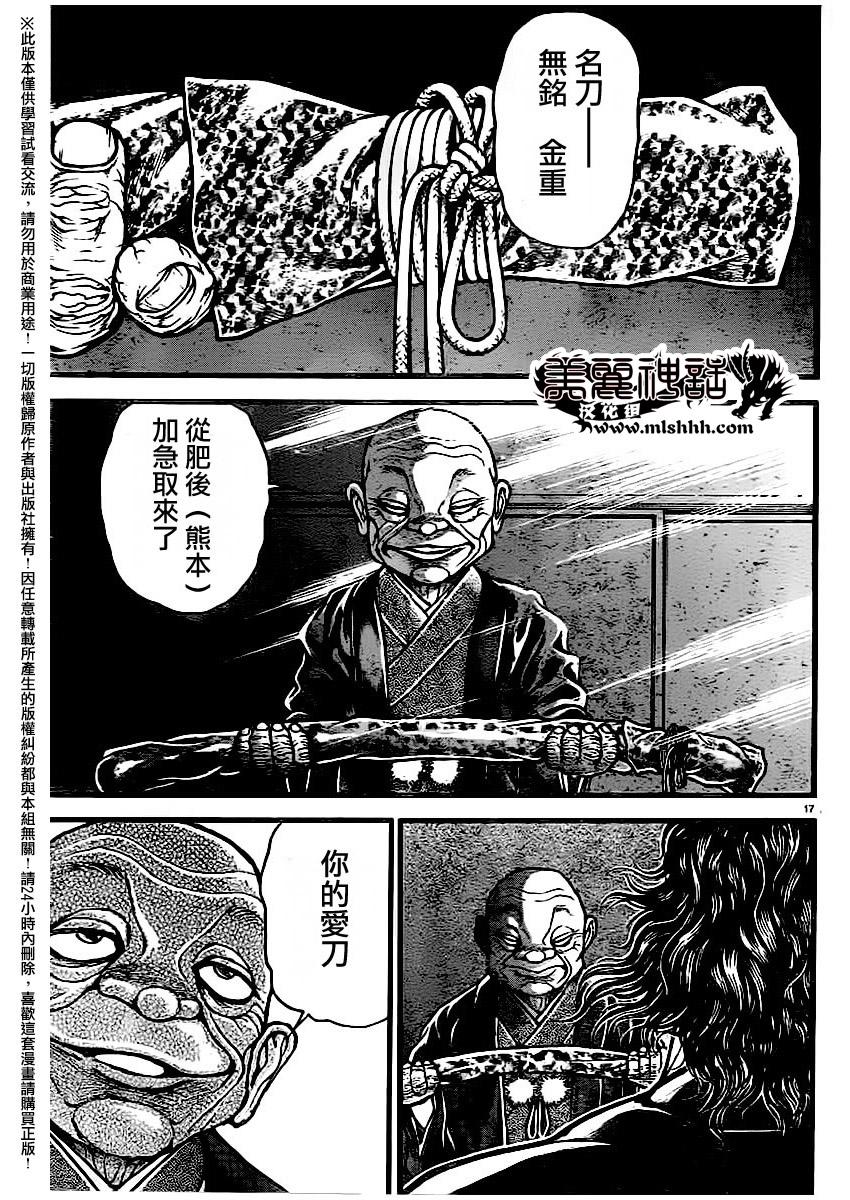 名刀——
無銘　金重
美麗神話
汉化组
www.mlshhh.com
從肥後（熊本）
加急取來了
17
你的愛刀
※此版本僅供學習試看交流，請勿用於商業用途！一切版權歸原作者與出版社擁有！因任意轉載所產生的版權糾紛都與本組無關！請24小時內刪除，喜歡這套漫畫請購買正版！